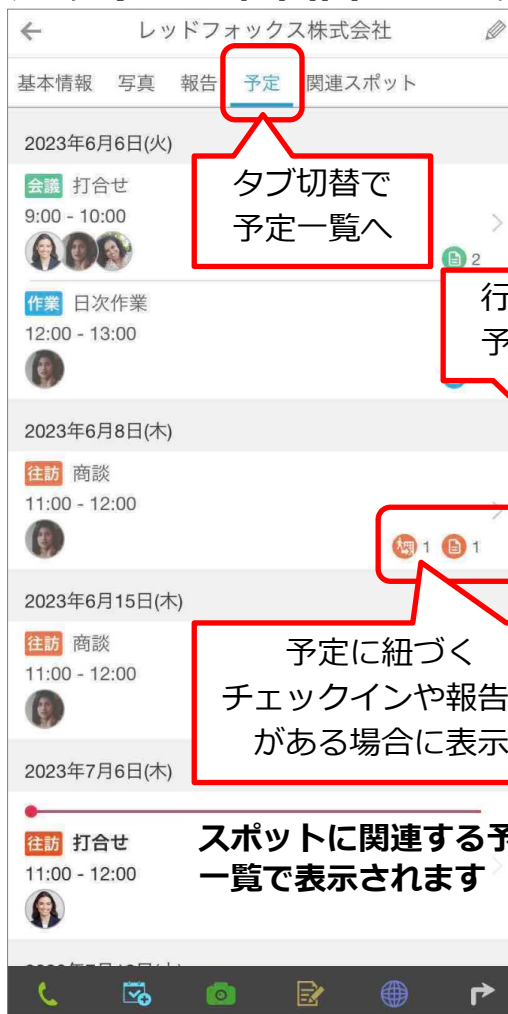 レッドフォックス株式会社
基本情報 写真 報告 予定 関連スポット
2023年6月6日(火)
会議 打合せ
9:00 - 10:00
2
タブ切替で
予定一覧へ
作業 日次作業
12:00 - 13:00
行
予
2023年6月8日(木)
往訪 商談
11:00 - 12:00
1 1
2023年6月15日(木)
往訪 商談
11:00 - 12:00
予定に紐づく
チェックインや報告
がある場合に表示
2023年7月6日(木)
往訪 打合せ
11:00 - 12:00
スポットに関連する予
一覧で表示されます